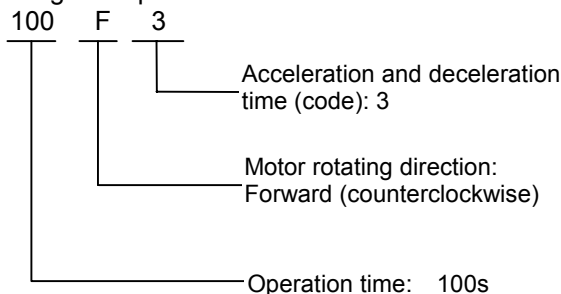 100 F 3
Acceleration and deceleration
time (code): 3
Motor rotating direction:
Forward (counterclockwise)
Operation time: 100s